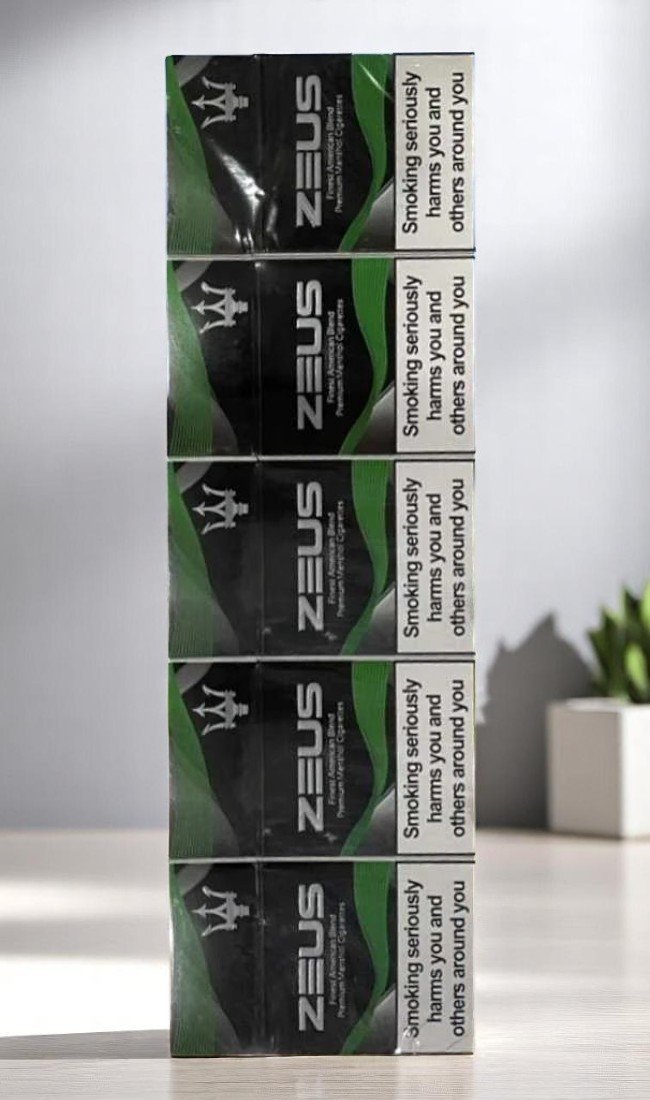 ZEUS
Finest American Blend
Premium Menthol Cigarettes
Smoking seriously
harms you and
others around you
ZEUS
Finest American Blend
Premium Menthol Cigarettes
Smoking seriously
harms you and
others around you
ZEUS
Finest American Blend
Premium Menthol Cigarettes
Smoking seriously
harms you and
others around you
ZEUS
Finest American Blend
Premium Menthol Cigarettes
Smoking seriously
harms you and
others around you
ZEUS
Finest American Blend
Premium Menthol Cigarettes
Smoking seriously
harms you and
others around you